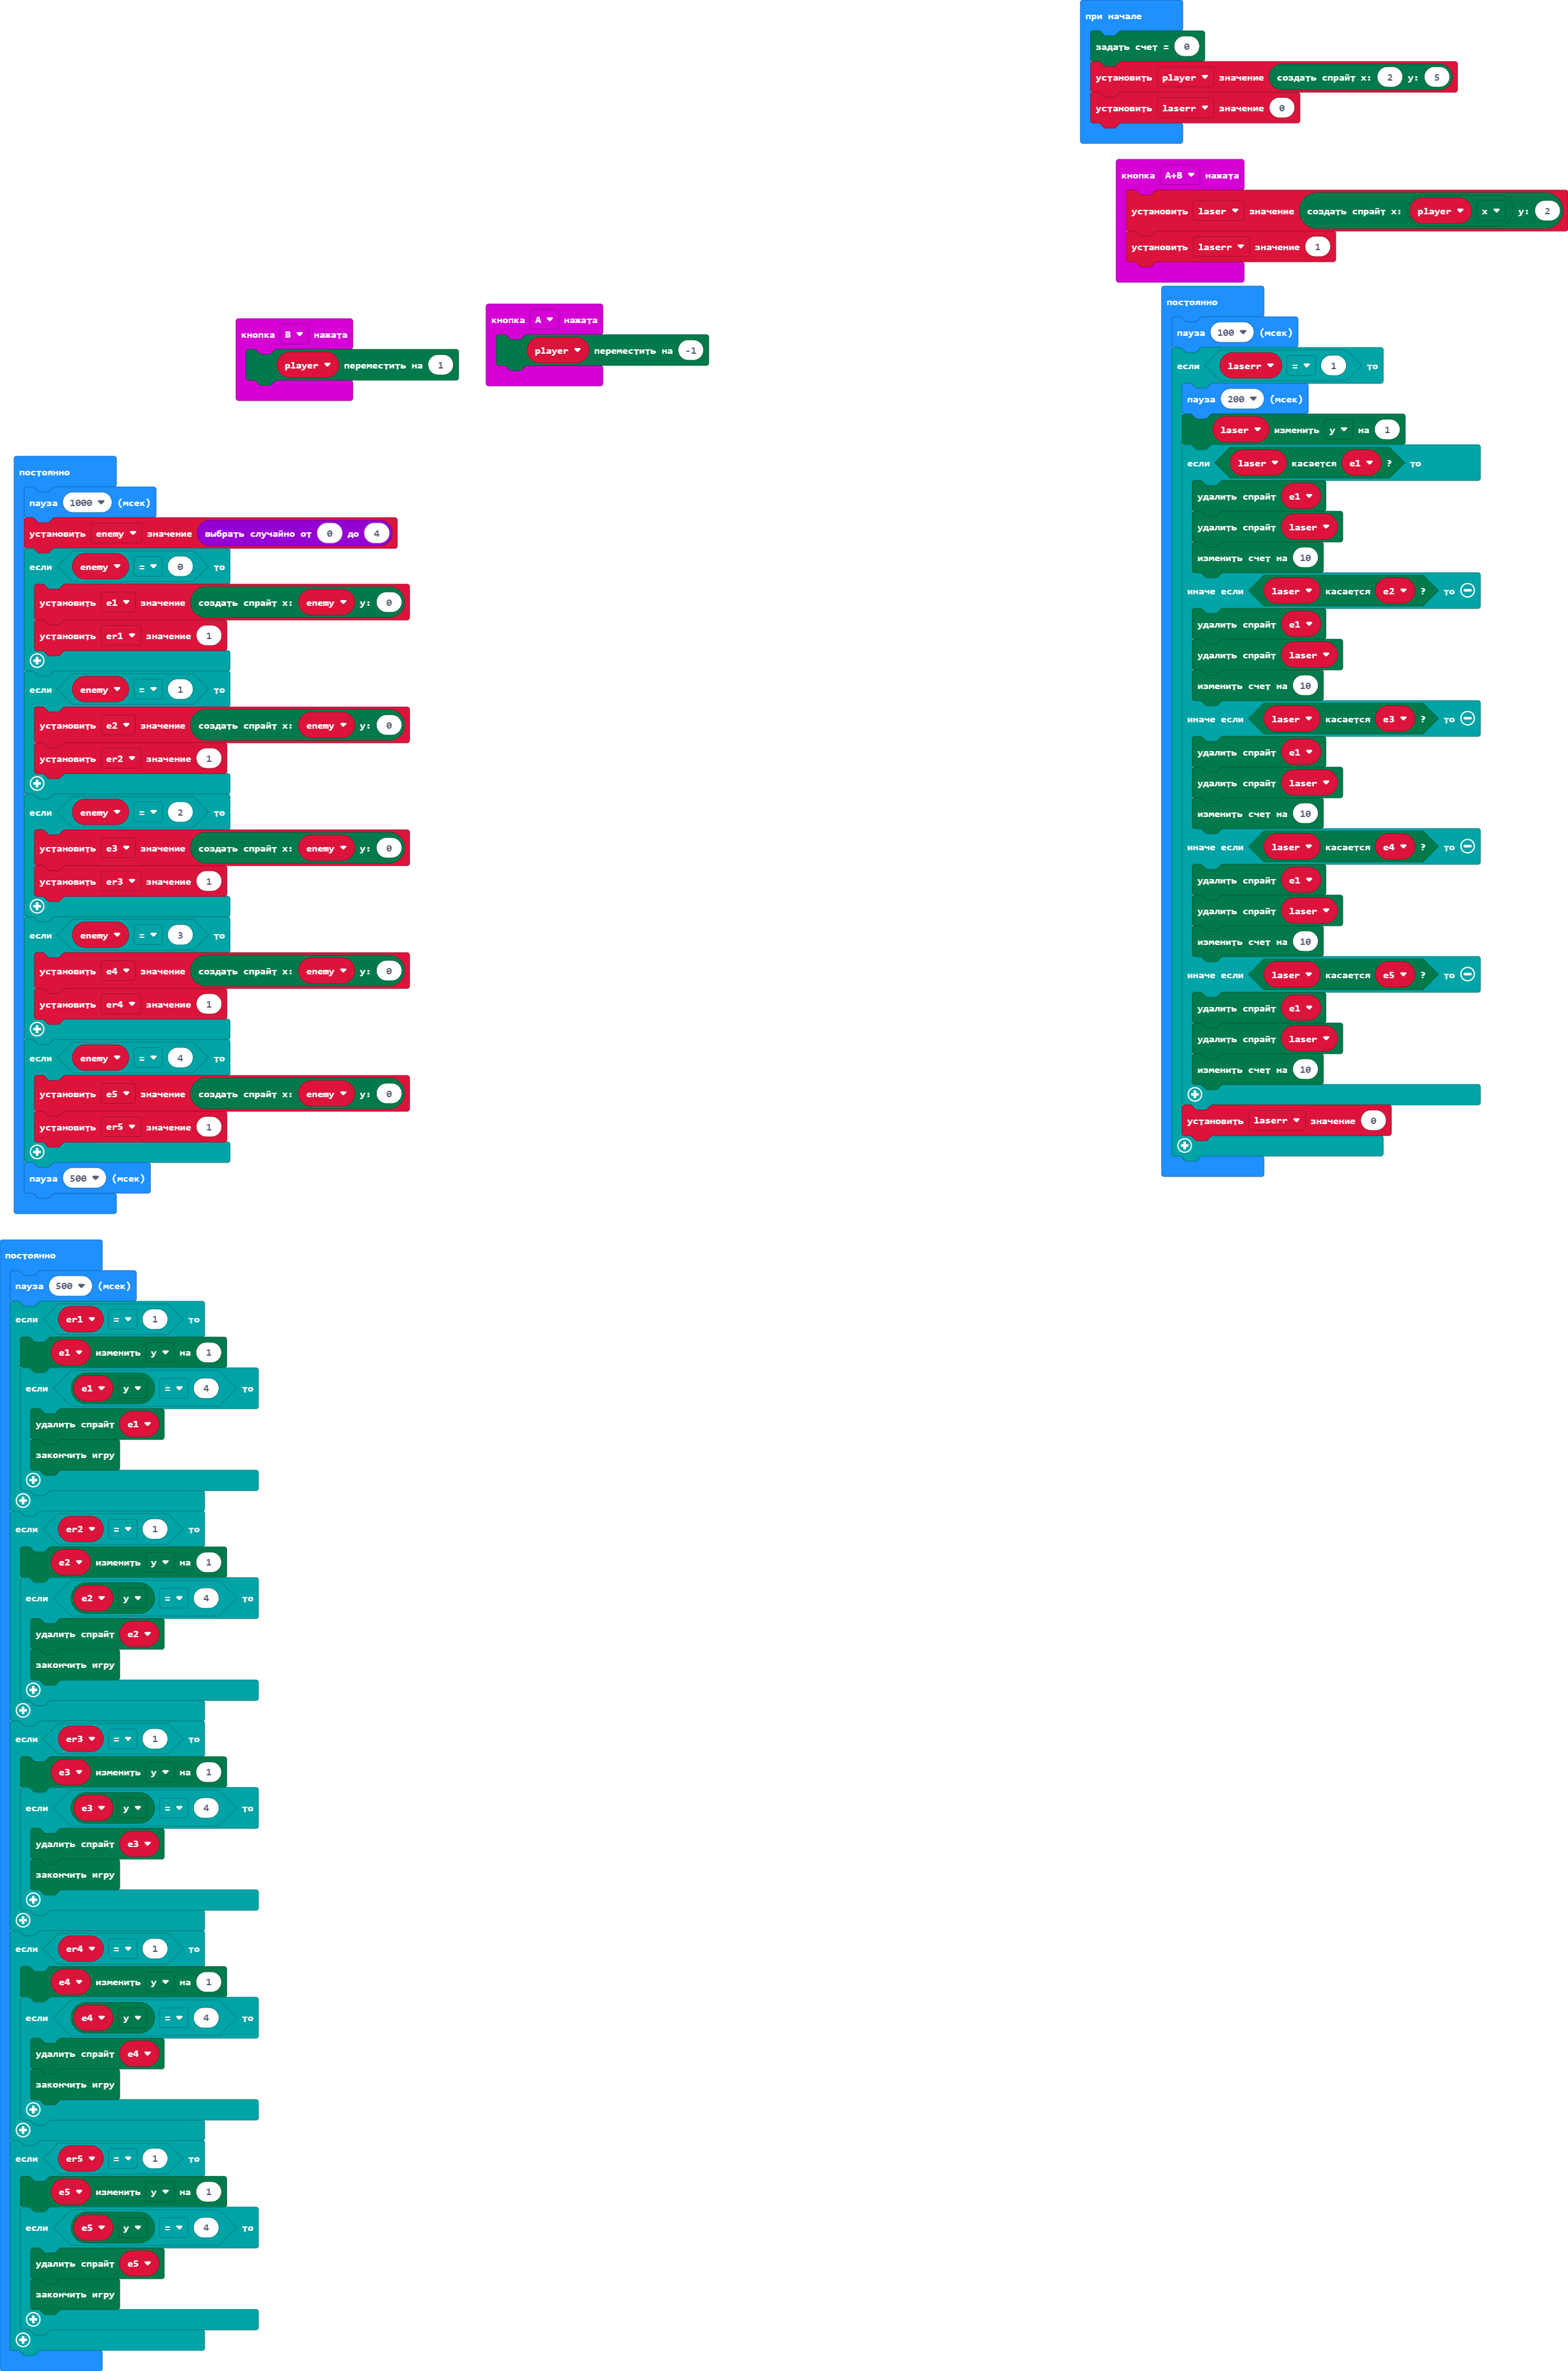 при начале
задать счет = 0
установить player значение создать спрайт x: 2 y: 5
установить laserr значение 0
кнопка A+B нажата
установить laser значение создать спрайт x: player x y: 2
установить laserr значение 1
кнопка B нажата
player переместить на 1
кнопка A нажата
player переместить на -1
постоянно
пауза 1000 (мсек)
установить enemy значение выбрать случайно от 0 до 4
если enemy = 0 то
установить e1 значение создать спрайт x: enemy y: 0
установить er1 значение 1
если enemy = 1 то
установить e2 значение создать спрайт x: enemy y: 0
установить er2 значение 1
если enemy = 2 то
установить e3 значение создать спрайт x: enemy y: 0
установить er3 значение 1
если enemy = 3 то
установить e4 значение создать спрайт x: enemy y: 0
установить er4 значение 1
если enemy = 4 то
установить e5 значение создать спрайт x: enemy y: 0
установить er5 значение 1
пауза 500 (мсек)
постоянно
пауза 100 (мсек)
если laserr = 1 то
пауза 200 (мсек)
laser изменить y на 1
если laser касается e1 ? то
удалить спрайт e1
удалить спрайт laser
изменить счет на 10
иначе если laser касается e2 ? то
удалить спрайт e1
удалить спрайт laser
изменить счет на 10
иначе если laser касается e3 ? то
удалить спрайт e1
удалить спрайт laser
изменить счет на 10
иначе если laser касается e4 ? то
удалить спрайт e1
удалить спрайт laser
изменить счет на 10
иначе если laser касается e5 ? то
удалить спрайт e1
удалить спрайт laser
изменить счет на 10
установить laserr значение 0
постоянно
пауза 500 (мсек)
если er1 = 1 то
e1 изменить y на 1
если e1 y = 4 то
удалить спрайт e1
закончить игру
если er2 = 1 то
e2 изменить y на 1
если e2 y = 4 то
удалить спрайт e2
закончить игру
если er3 = 1 то
e3 изменить y на 1
если e3 y = 4 то
удалить спрайт e3
закончить игру
если er4 = 1 то
e4 изменить y на 1
если e4 y = 4 то
удалить спрайт e4
закончить игру
если er5 = 1 то
e5 изменить y на 1
если e5 y = 4 то
удалить спрайт e5
закончить игру